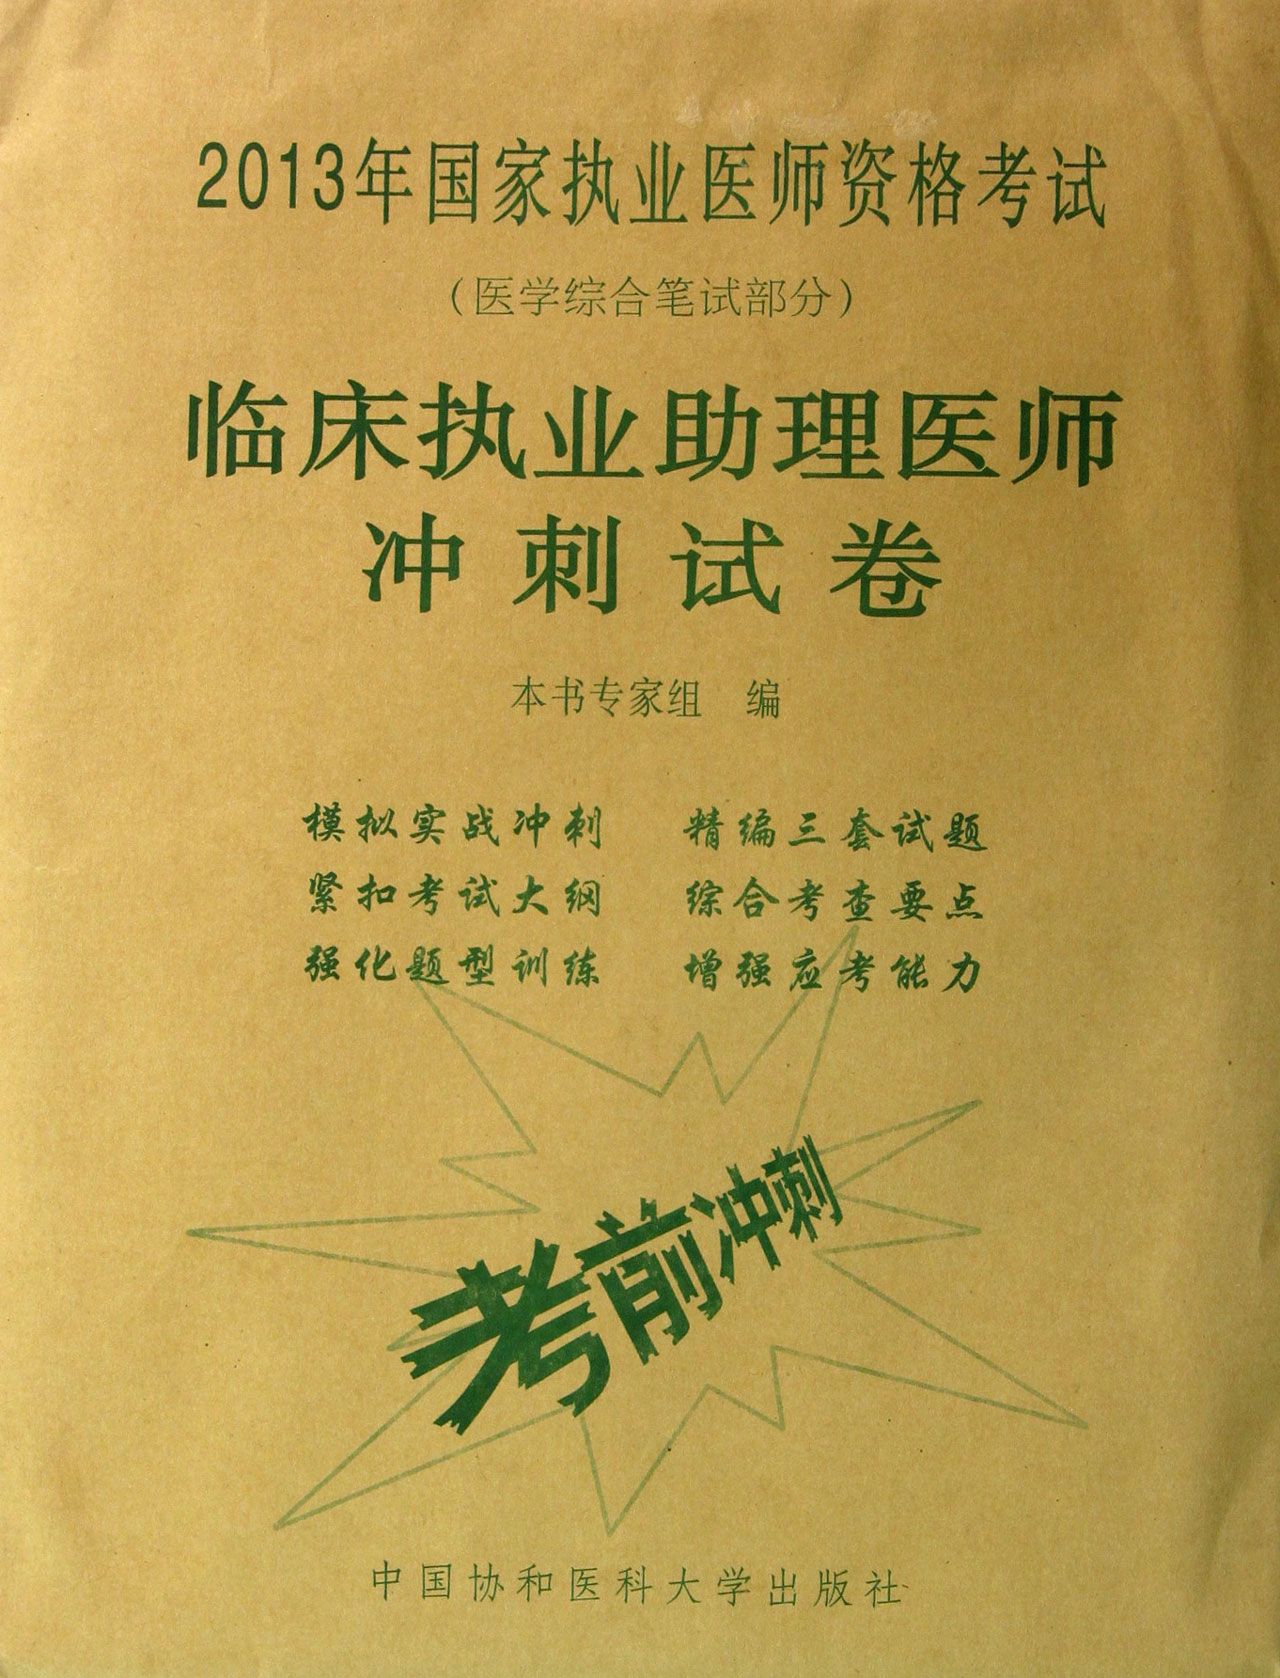 2013年国家执业医师资格考试
（医学综合笔试部分）
临床执业助理医师
冲刺试卷
本书专家组　编
模拟实战冲刺　精编三套试题
紧扣考试大纲　综合考查要点
强化题型训练　增强应考能力
考前冲刺
中国协和医科大学出版社